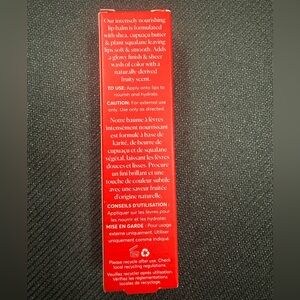 Our intensely nourishing
lip balm is formulated
with shea, cupuaçu butter
& plant squalane leaving
lips soft & smooth. Adds
a glowy finish & sheer
wash of color with a
naturally-derived
fruity scent.
TO USE: Apply onto lips to
nourish and hydrate.
CAUTION: For external use
only. Use only as directed.
Notre baume à lèvres
intensément nourrissant
est formulé à base de
karité, de beurre de
cupuaçu et de squalane
végétal, laissant les lèvres
douces et lisses. Procure
un fini brillant et une
touche de couleur subtile
avec une saveur fruitée
d'origine naturelle.
CONSEILS D'UTILISATION :
Appliquer sur les lèvres pour
les nourrir et les hydrater.
MISE EN GARDE : Pour usage
externe uniquement. Utiliser
uniquement comme indiqué.
Please recycle after use. Check
local recycling regulations.
Veuillez recycler après utilisation.
Vérifiez les réglementations
locales de recyclage.